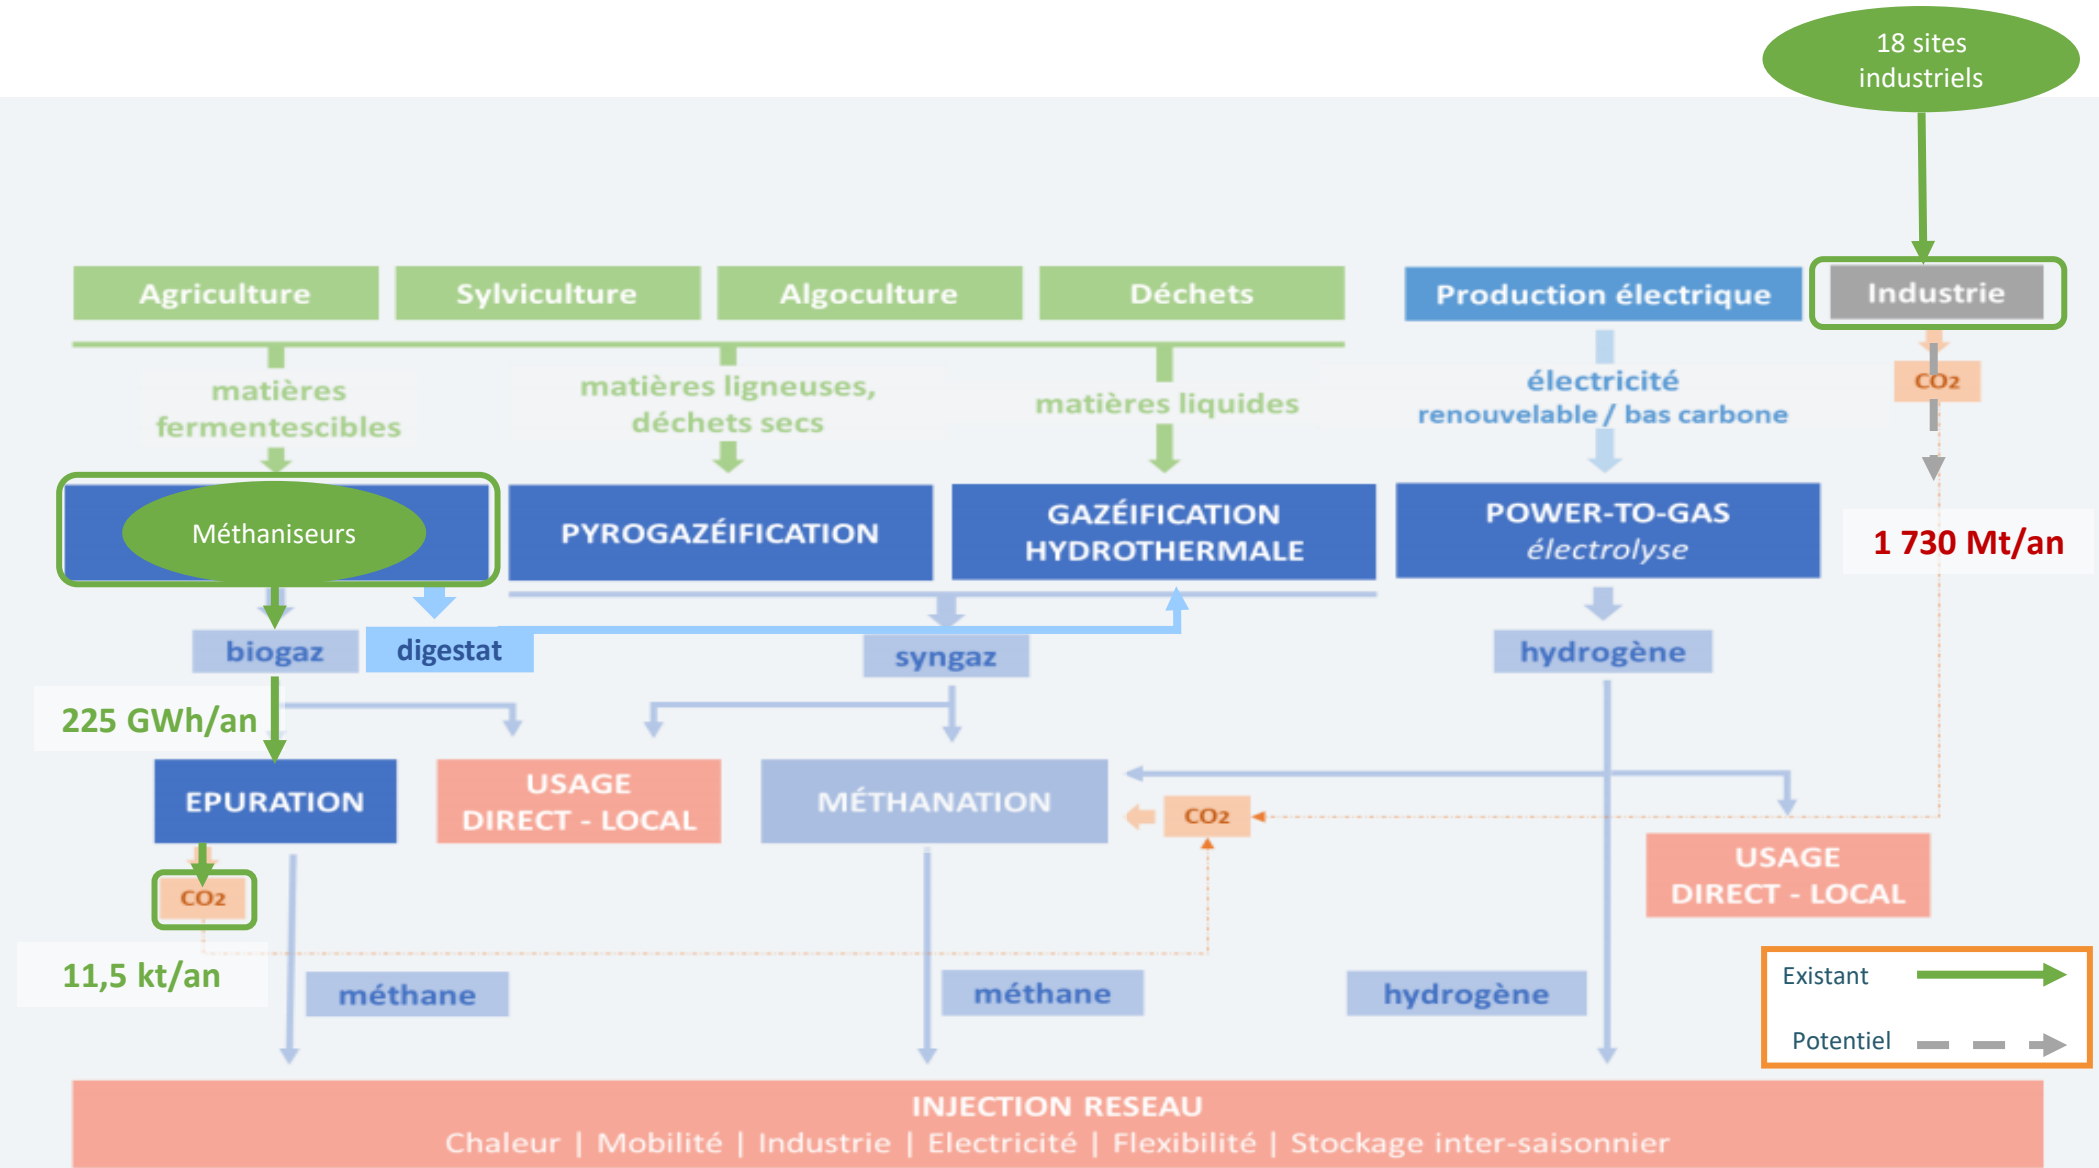 18 sites
industriels
Agriculture
Sylviculture
Algoculture
Déchets
Production électrique
Industrie
matières
fermentescibles
matières ligneuses,
déchets secs
matières liquides
électricité
renouvelable / bas carbone
CO2
Méthaniseurs
PYROGAZÉIFICATION
GAZÉIFICATION
HYDROTHERMALE
POWER-TO-GAS
électrolyse
1 730 Mt/an
biogaz
digestat
syngaz
hydrogène
225 GWh/an
EPURATION
USAGE
DIRECT - LOCAL
MÉTHANATION
CO2
USAGE
DIRECT - LOCAL
CO2
11,5 kt/an
méthane
méthane
hydrogène
Existant
Potentiel
INJECTION RESEAU
Chaleur | Mobilité | Industrie | Electricité | Flexibilité | Stockage inter-saisonnier